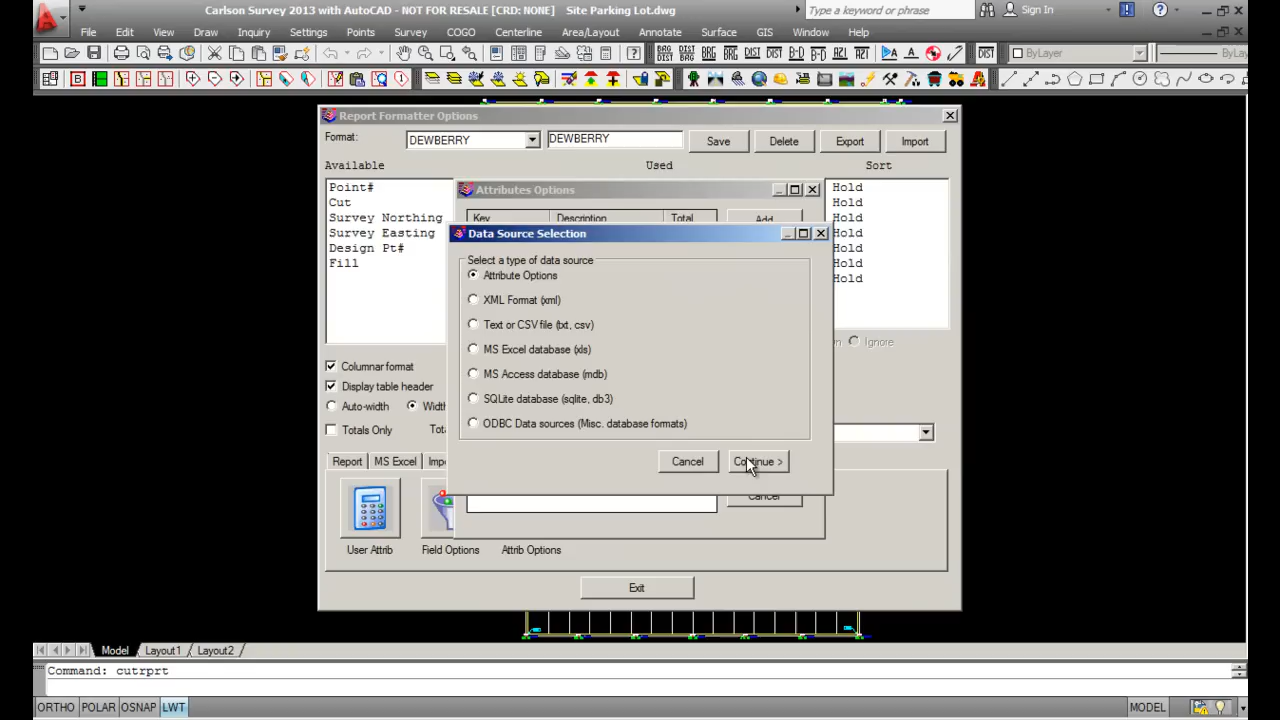 Carlson Survey 2013 with AutoCAD - NOT FOR RESALE [CRD: NONE] Site Parking Lot.dwg
Type a keyword or phrase
Sign In
File Edit View Draw Inquiry Settings Points Survey COGO Centerline Area/Layout Annotate Surface GIS Window Help
ByLayer
ByLayer
Report Formatter Options
Format:
DEWBERRY
DEWBERRY
Save
Delete
Export
Import
Available
Used
Sort
Point#
Cut
Survey Northing
Survey Easting
Design Pt#
Fill
Hold
Hold
Hold
Hold
Hold
Hold
Hold
Attributes Options
Key
Description
Total
Add
Data Source Selection
Select a type of data source
Attribute Options
XML Format (xml)
Text or CSV file (txt, csv)
MS Excel database (xls)
MS Access database (mdb)
SQLite database (sqlite, db3)
ODBC Data sources (Misc. database formats)
Cancel
Continue >
Cancel
Ignore
Columnar format
Display table header
Auto-width
Width
Totals Only
Report
MS Excel
User Attrib
Field Options
Attrib Options
Exit
Model
Layout1
Layout2
Command: cutrprt
ORTHO POLAR OSNAP LWT
MODEL